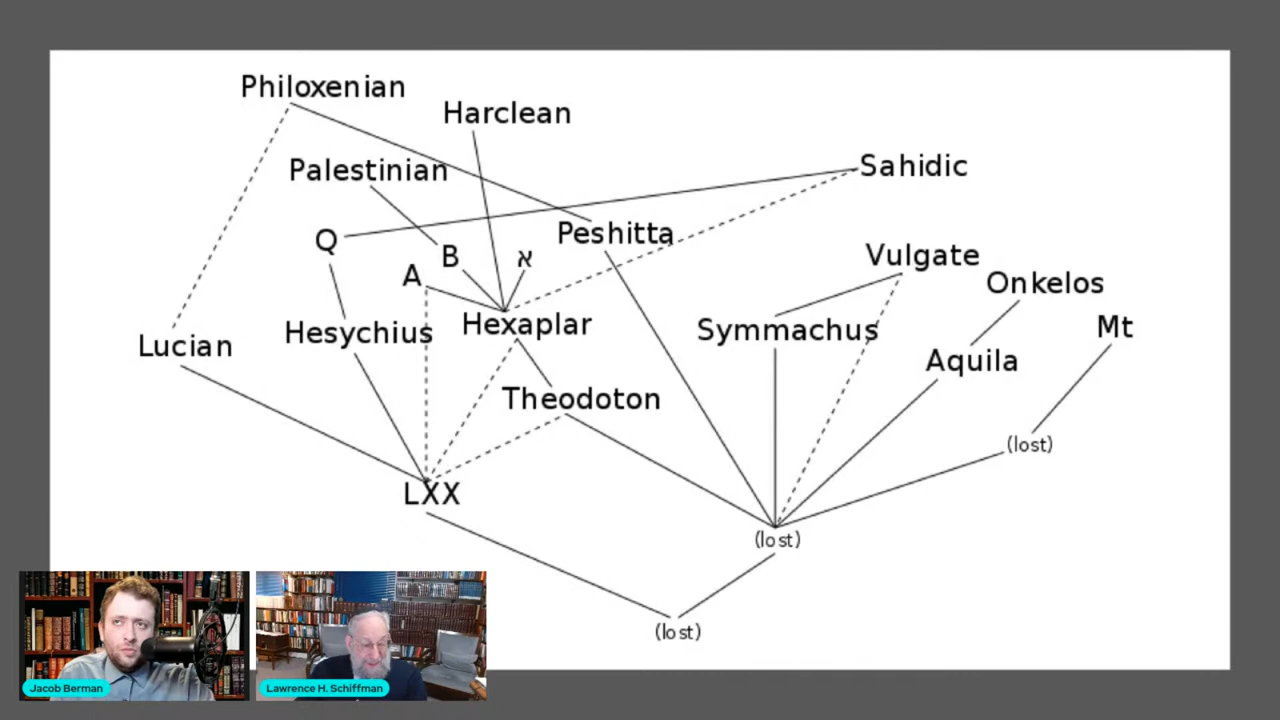 Philoxenian
Harclean
Palestinian
Sahidic
Q
Peshitta
B
א
Vulgate
A
Onkelos
Hesychius
Hexaplar
Symmachus
Mt
Lucian
Aquila
Theodoton
(lost)
LXX
(lost)
(lost)
Jacob Berman
Lawrence H. Schiffman